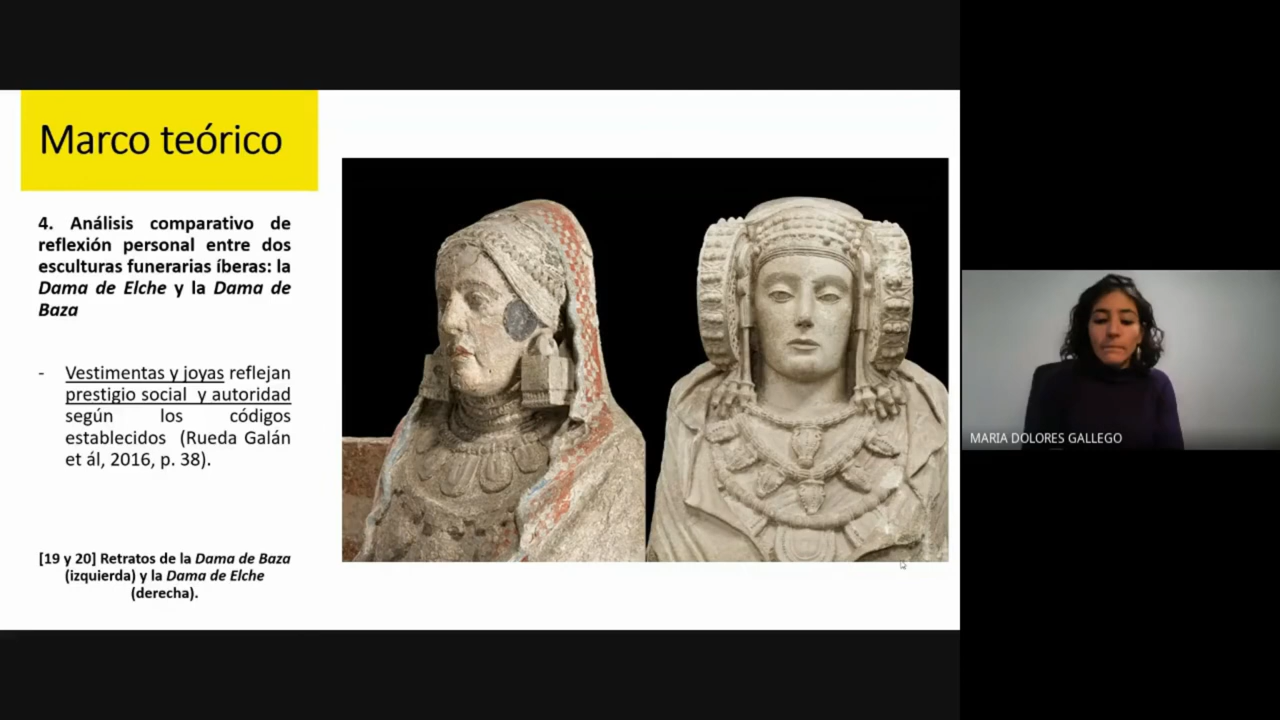 Marco teórico
4. Análisis comparativo de
reflexión personal entre dos
esculturas funerarias íberas: la
Dama de Elche y la Dama de
Baza
- Vestimentas y joyas reflejan
prestigio social y autoridad
según los códigos
establecidos (Rueda Galán
et ál, 2016, p. 38).
[19 y 20] Retratos de la Dama de Baza
(izquierda) y la Dama de Elche
(derecha).
MARIA DOLORES GALLEGO